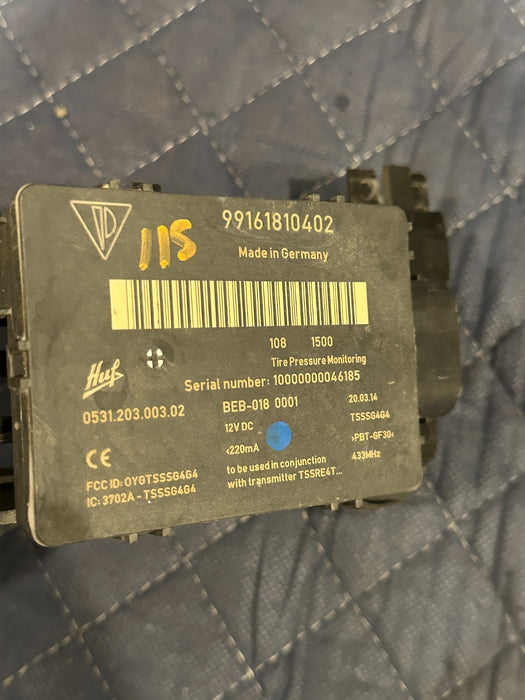 99161810402
Made in Germany
115
108 1500
Tire Pressure Monitoring
Huf
Serial number: 10000000046185
0531.203.003.02
BEB-018 0001
20.03.14
12V DC
TSSSG4G4
<220mA
>PBT-GF30<
433MHz
CE
to be used in conjunction
with transmitter TSSRE4T...
FCC ID: OYGTSSSG4G4
IC: 3702A - TSSSG4G4